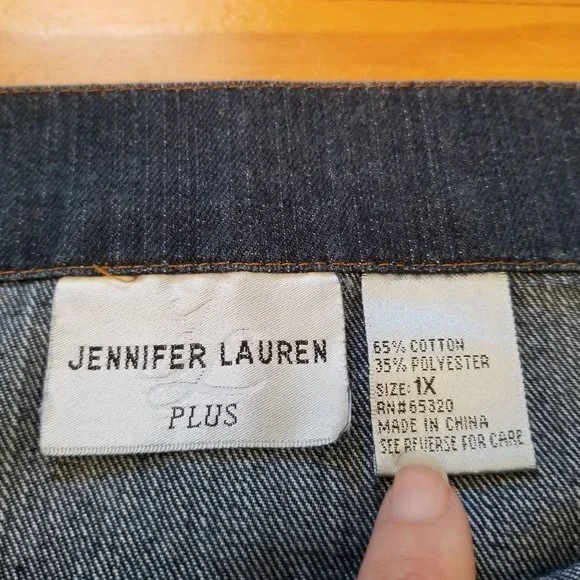 JENNIFER LAUREN
PLUS
65% COTTON
35% POLYESTER
SIZE: 1X
RN#65320
MADE IN CHINA
SEE REVERSE FOR CARE